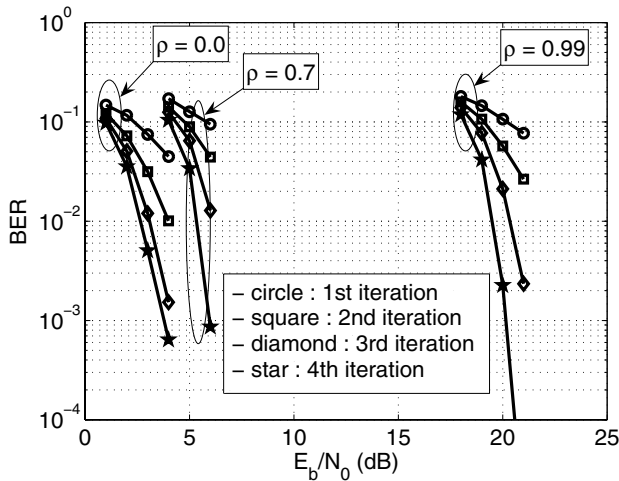 10^0
10^-1
10^-2
10^-3
10^-4
BER
ρ = 0.0
ρ = 0.7
ρ = 0.99
– circle : 1st iteration
– square : 2nd iteration
– diamond : 3rd iteration
– star : 4th iteration
0 5 10 15 20 25
E_b/N_0 (dB)